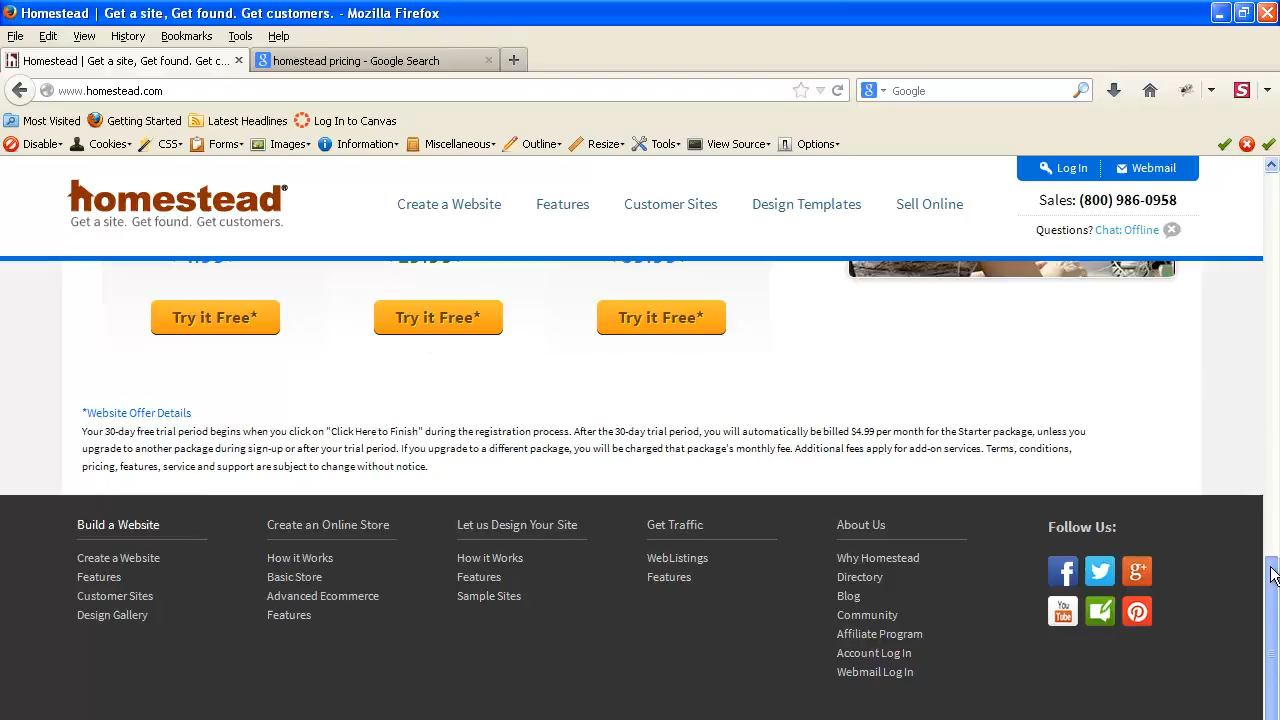 Homestead | Get a site, Get found. Get customers. - Mozilla Firefox
File Edit View History Bookmarks Tools Help
Homestead | Get a site, Get found. Get c... × homestead pricing - Google Search ×
www.homestead.com Google
Most Visited Getting Started Latest Headlines Log In to Canvas
Disable Cookies CSS Forms Images Information Miscellaneous Outline Resize Tools View Source Options
Log In Webmail
homestead®
Get a site. Get found. Get customers.
Create a Website Features Customer Sites Design Templates Sell Online
Sales: (800) 986-0958
Questions? Chat: Offline
Try it Free* Try it Free* Try it Free*
*Website Offer Details
Your 30-day free trial period begins when you click on "Click Here to Finish" during the registration process. After the 30-day trial period, you will automatically be billed $4.99 per month for the Starter package, unless you
upgrade to another package during sign-up or after your trial period. If you upgrade to a different package, you will be charged that package's monthly fee. Additional fees apply for add-on services. Terms, conditions,
pricing, features, service and support are subject to change without notice.
Build a Website
Create a Website
Features
Customer Sites
Design Gallery
Create an Online Store
How it Works
Basic Store
Advanced Ecommerce
Features
Let us Design Your Site
How it Works
Features
Sample Sites
Get Traffic
WebListings
Features
About Us
Why Homestead
Directory
Blog
Community
Affiliate Program
Account Log In
Webmail Log In
Follow Us:
You
Tube